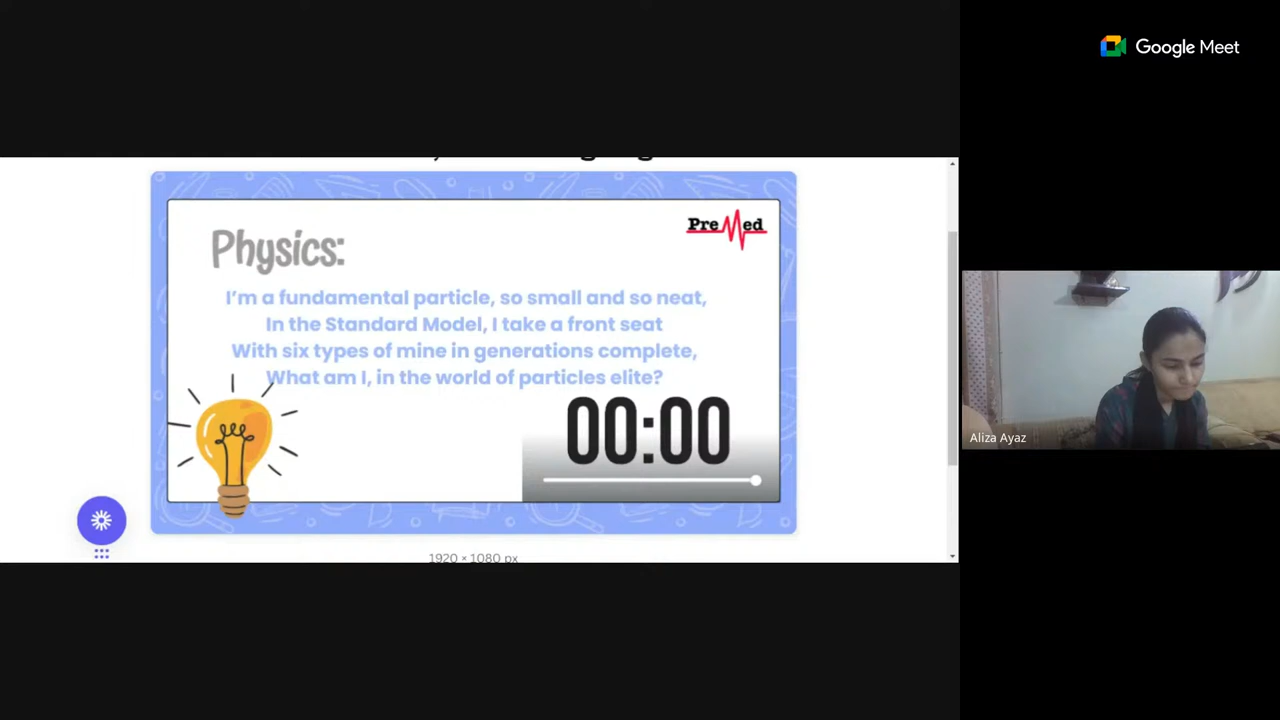 Google Meet
PreMed
Physics:
I'm a fundamental particle, so small and so neat,
In the Standard Model, I take a front seat
With six types of mine in generations complete,
What am I, in the world of particles elite?
00:00
Aliza Ayaz
1920 × 1080 px